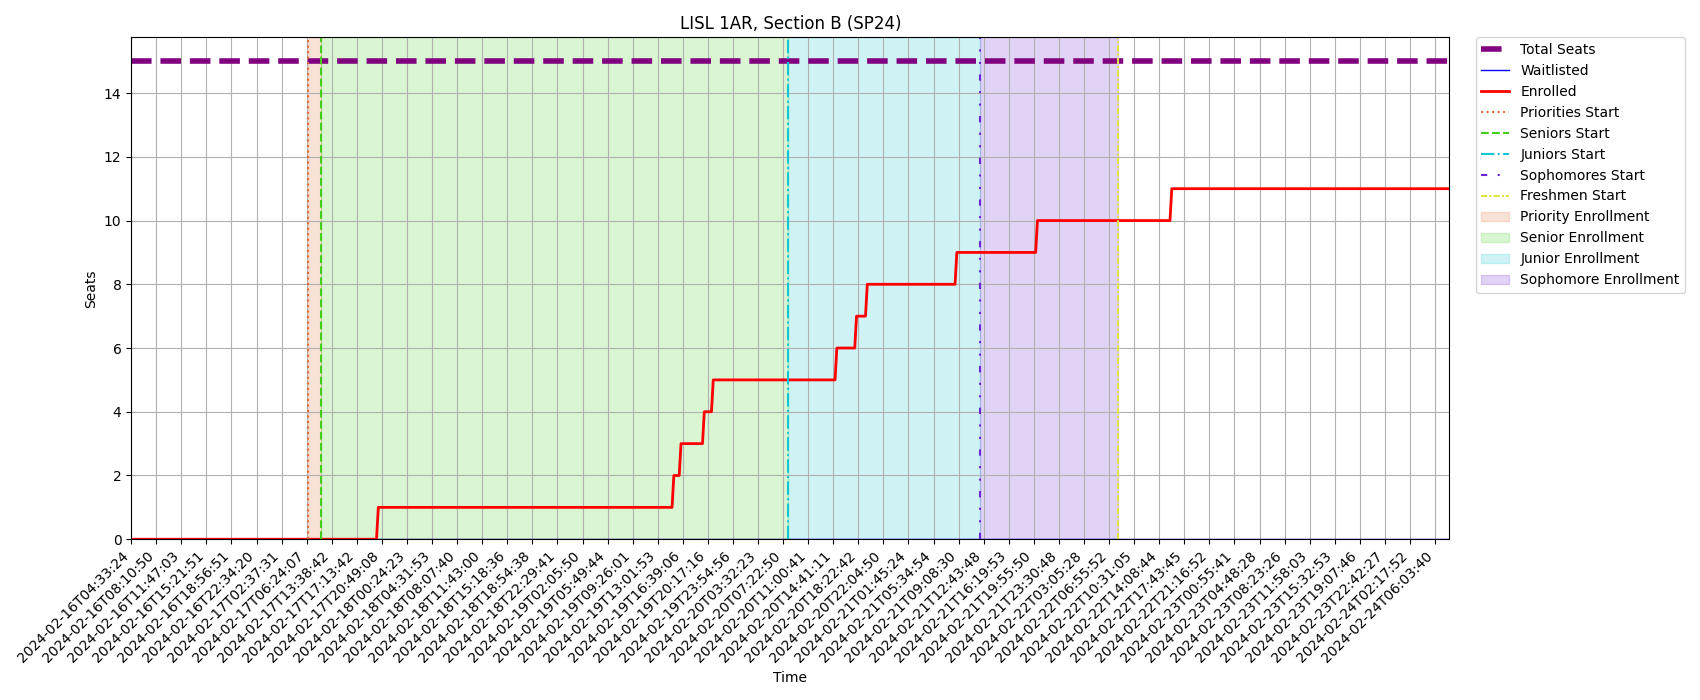 LISL 1AR, Section B (SP24)
Total Seats
Waitlisted
Enrolled
Priorities Start
Seniors Start
Juniors Start
Sophomores Start
Freshmen Start
Priority Enrollment
Senior Enrollment
Junior Enrollment
Sophomore Enrollment
Seats
14
12
10
8
6
4
2
0
2024-02-16T04:33:24
2024-02-16T08:10:50
2024-02-16T11:47:03
2024-02-16T15:21:51
2024-02-16T18:56:51
2024-02-16T22:34:20
2024-02-17T02:37:31
2024-02-17T06:24:07
2024-02-17T13:38:42
2024-02-17T17:13:42
2024-02-17T20:49:08
2024-02-18T00:24:23
2024-02-18T04:31:53
2024-02-18T08:07:40
2024-02-18T11:43:00
2024-02-18T15:18:36
2024-02-18T18:54:38
2024-02-18T22:29:41
2024-02-19T02:05:50
2024-02-19T05:49:44
2024-02-19T09:26:01
2024-02-19T13:01:53
2024-02-19T16:39:06
2024-02-19T20:17:16
2024-02-19T23:54:56
2024-02-20T03:32:23
2024-02-20T07:22:50
2024-02-20T11:00:41
2024-02-20T14:41:11
2024-02-20T18:22:42
2024-02-20T22:04:50
2024-02-21T01:45:24
2024-02-21T05:34:54
2024-02-21T09:08:30
2024-02-21T12:43:48
2024-02-21T16:19:53
2024-02-21T19:55:50
2024-02-21T23:30:48
2024-02-22T03:05:28
2024-02-22T06:55:52
2024-02-22T10:31:05
2024-02-22T14:08:44
2024-02-22T17:43:45
2024-02-22T21:16:52
2024-02-23T00:55:41
2024-02-23T04:48:28
2024-02-23T08:23:26
2024-02-23T11:58:03
2024-02-23T15:32:53
2024-02-23T19:07:46
2024-02-23T22:42:27
2024-02-24T02:17:52
2024-02-24T06:03:40
Time